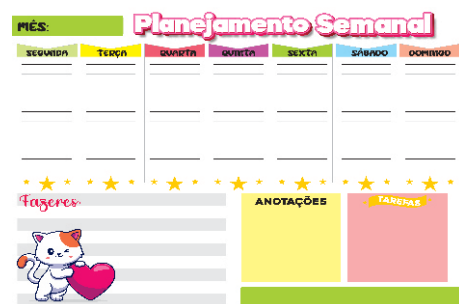 MÊS:
Planejamento Semanal
SEGUNDA TERÇA QUARTA QUINTA SEXTA SÁBADO DOMINGO
Fazeres
ANOTAÇÕES
TAREFAS